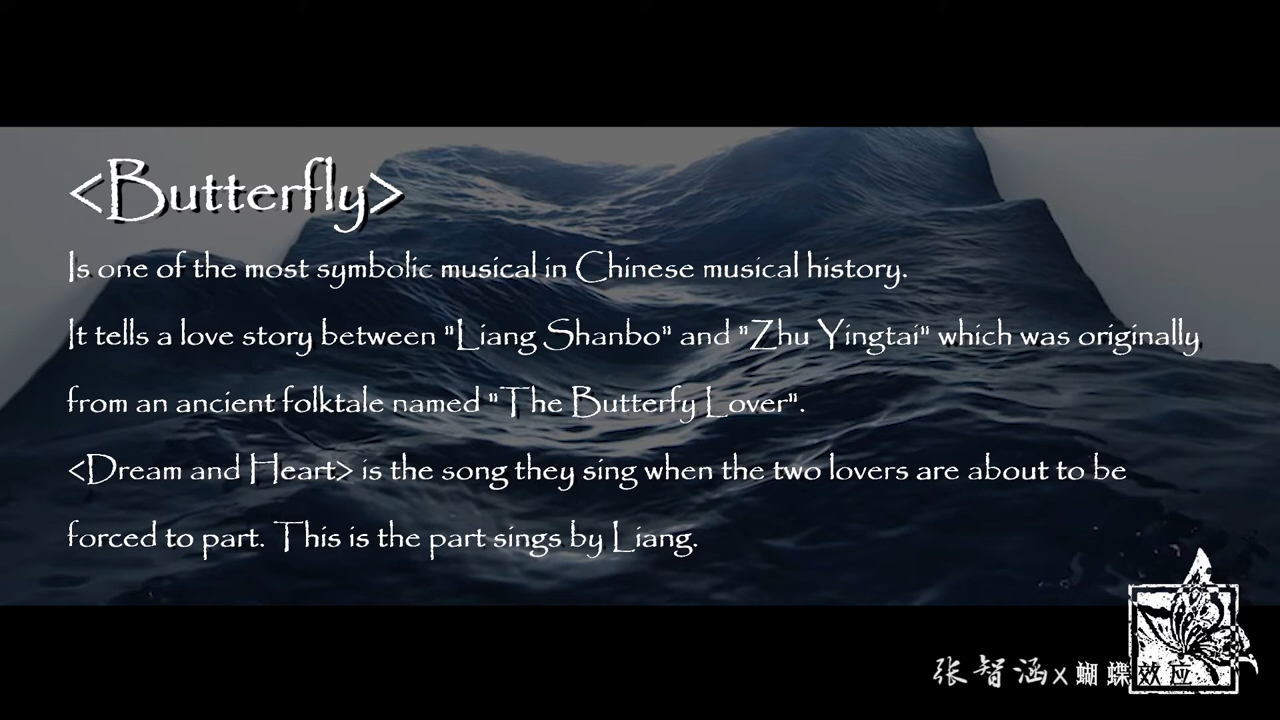 <Butterfly>
Is one of the most symbolic musical in Chinese musical history.
It tells a love story between "Liang Shanbo" and "Zhu Yingtai" which was originally
from an ancient folktale named "The Butterfy Lover".
<Dream and Heart> is the song they sing when the two lovers are about to be
forced to part. This is the part sings by Liang.
张智涵x蝴蝶效应